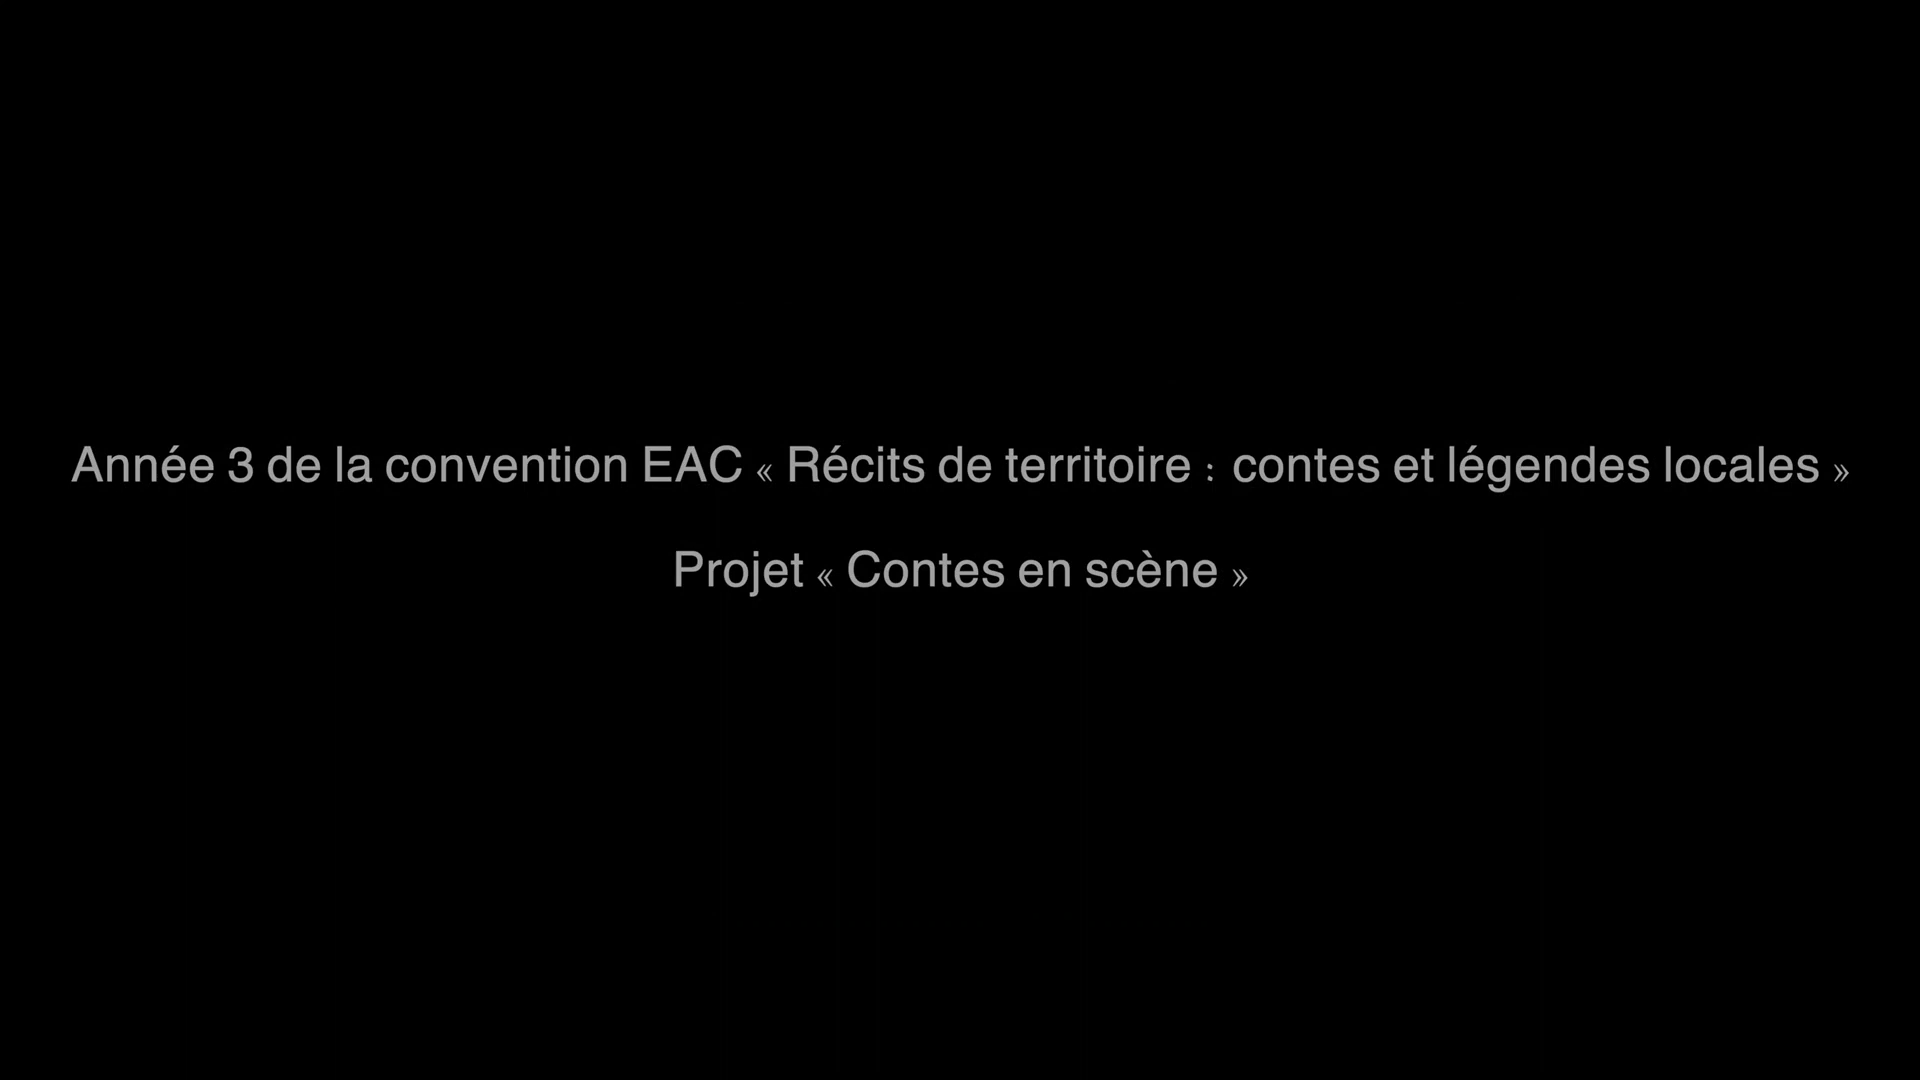 Année 3 de la convention EAC « Récits de territoire : contes et légendes locales »
Projet « Contes en scène »